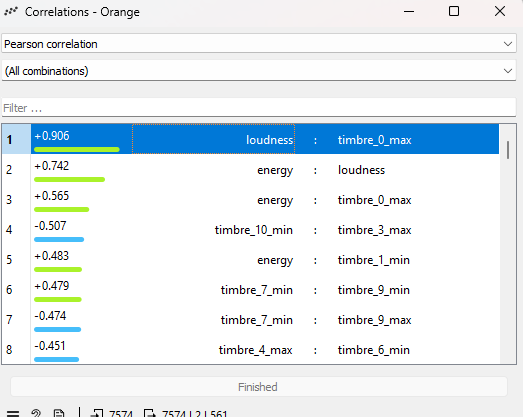 Correlations - Orange
Pearson correlation
(All combinations)
Filter ...
1 +0.906 loudness : timbre_0_max
2 +0.742 energy : loudness
3 +0.565 energy : timbre_0_max
4 -0.507 timbre_10_min : timbre_3_max
5 +0.483 energy : timbre_1_min
6 +0.479 timbre_7_min : timbre_9_min
7 -0.474 timbre_7_min : timbre_9_max
8 -0.451 timbre_4_max : timbre_6_min
Finished
7574 7574 | 2 | 561